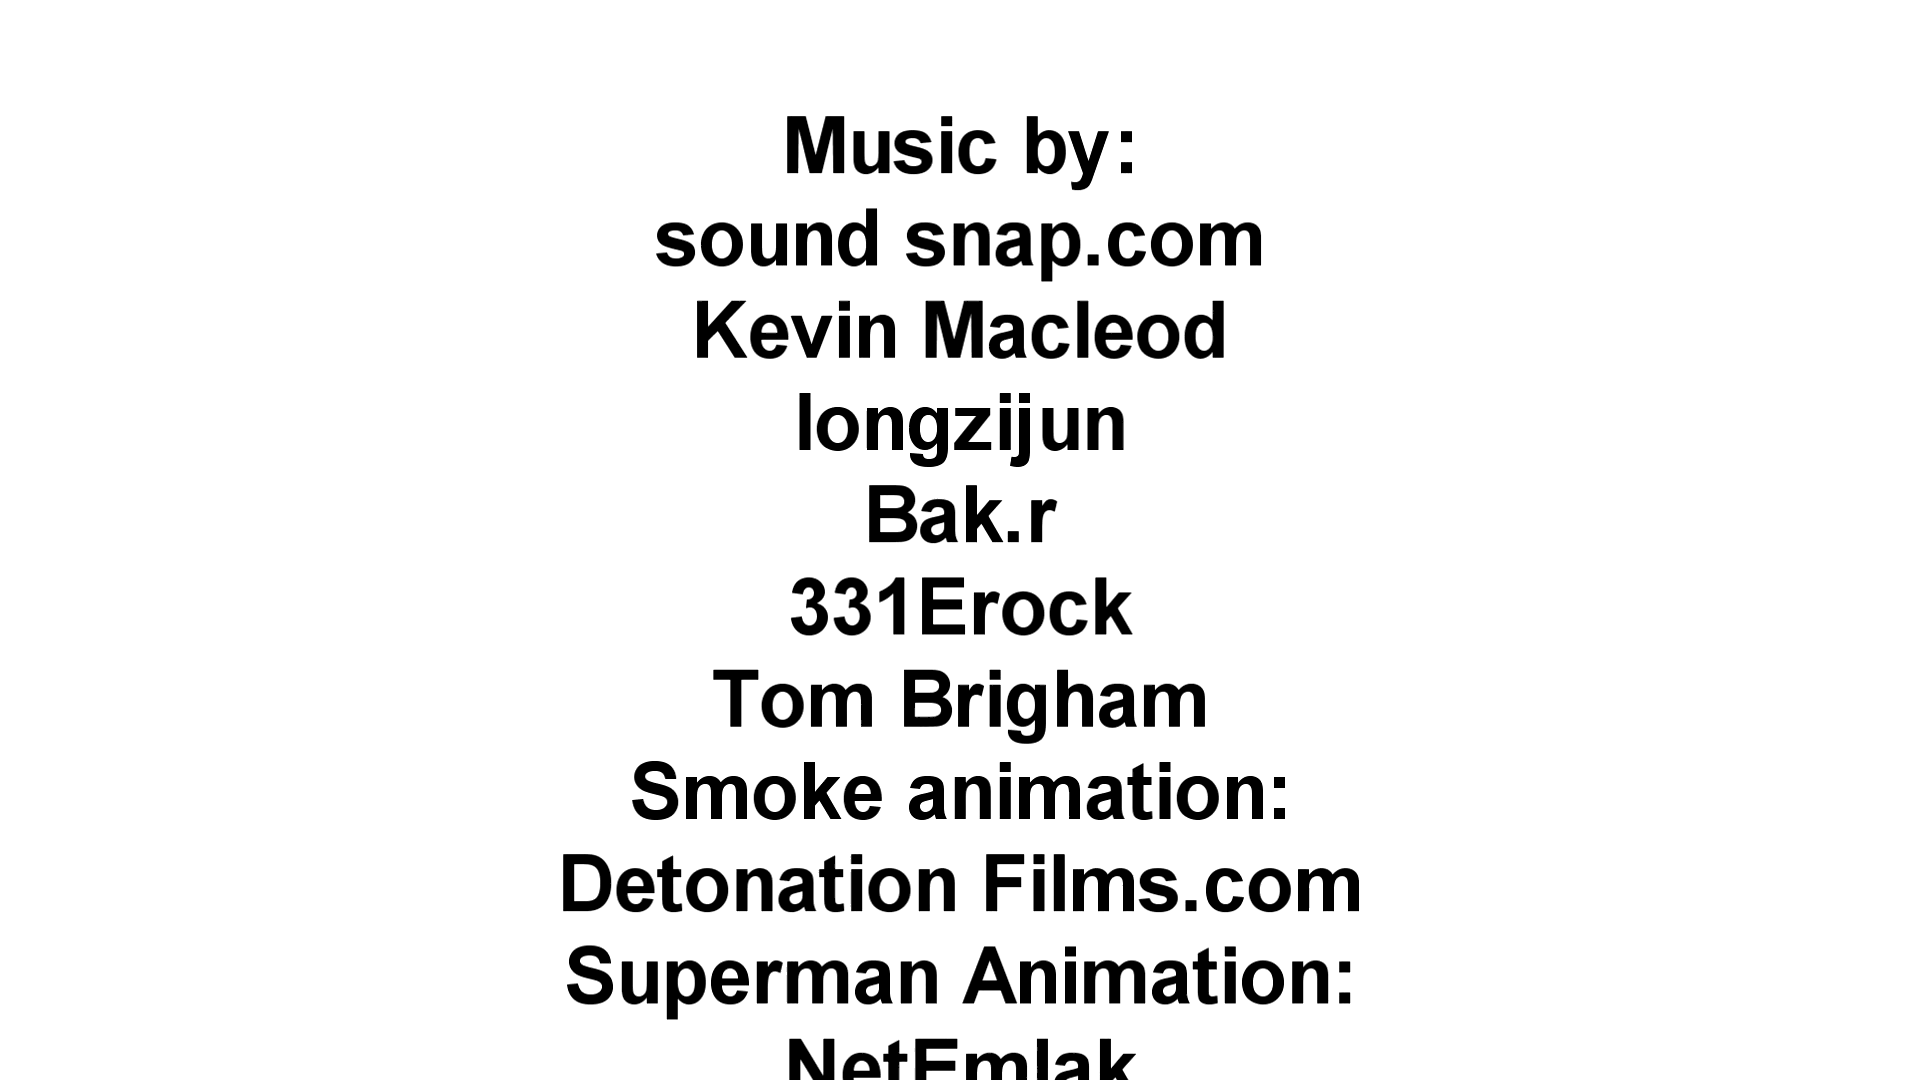 Music by:
sound snap.com
Kevin Macleod
longzijun
Bak.r
331Erock
Tom Brigham
Smoke animation:
Detonation Films.com
Superman Animation:
NetEmlak